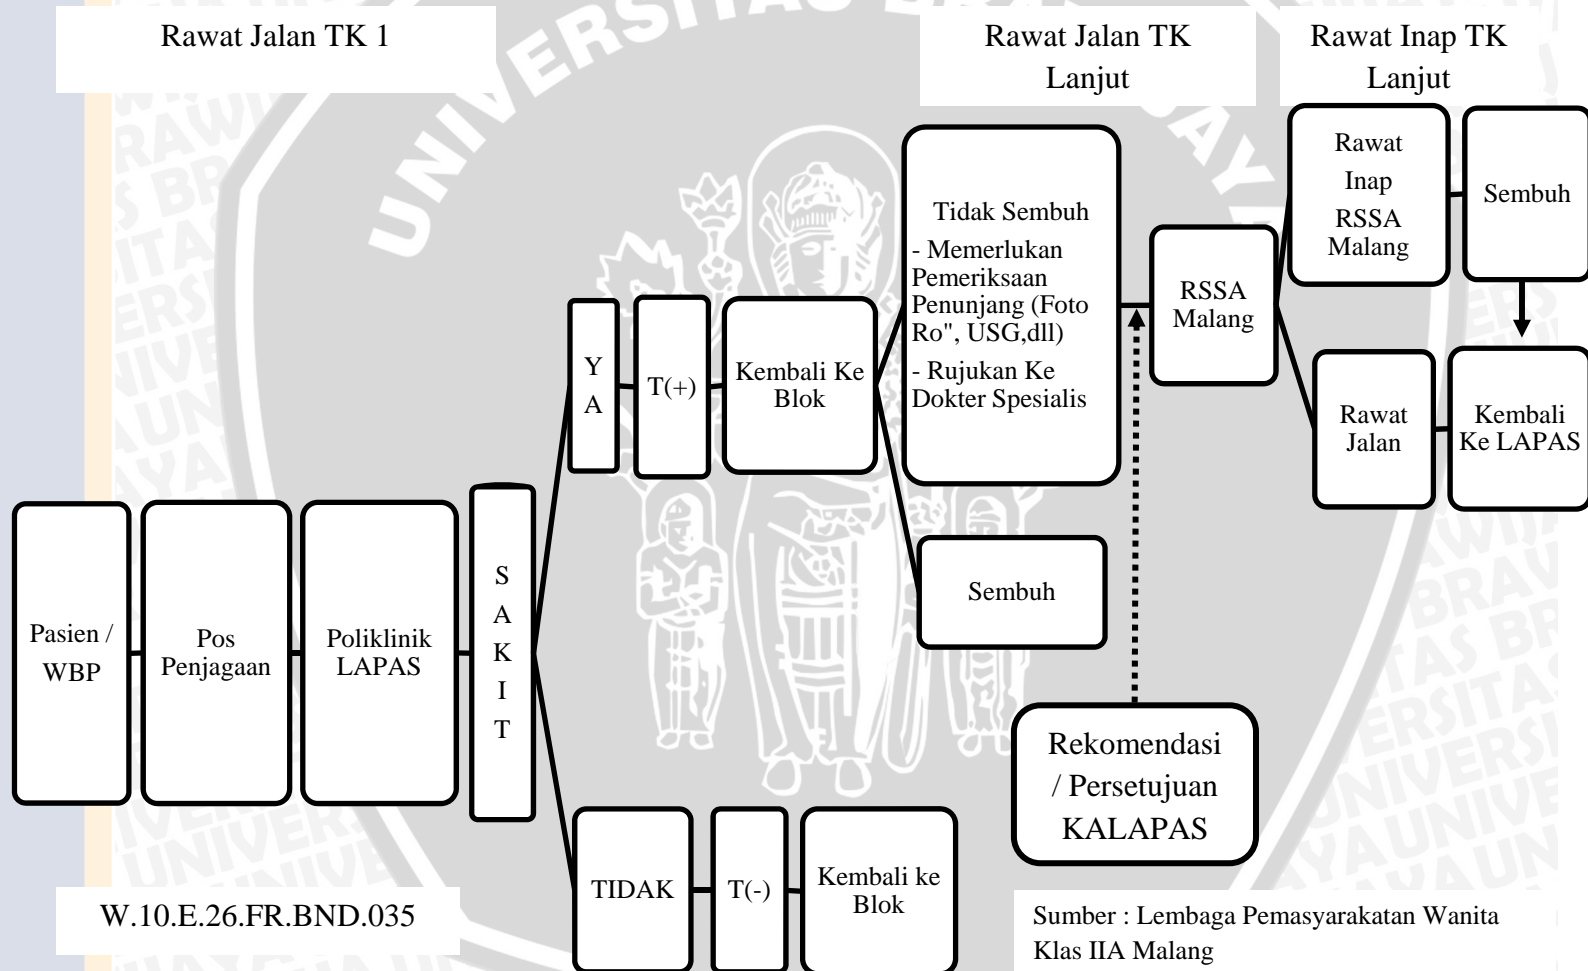 Rawat Jalan TK 1
Rawat Jalan TK
Lanjut
Rawat Inap TK
Lanjut
Pasien /
WBP
Pos
Penjagaan
Poliklinik
LAPAS
S
A
K
I
T
Y
A
T(+)
Kembali Ke
Blok
Tidak Sembuh
- Memerlukan
Pemeriksaan
Penunjang (Foto
Ro", USG,dll)
- Rujukan Ke
Dokter Spesialis
Sembuh
RSSA
Malang
Rawat
Inap
RSSA
Malang
Sembuh
Rawat
Jalan
Kembali
Ke LAPAS
Rekomendasi
/ Persetujuan
KALAPAS
TIDAK
T(-)
Kembali ke
Blok
W.10.E.26.FR.BND.035
Sumber : Lembaga Pemasyarakatan Wanita
Klas IIA Malang